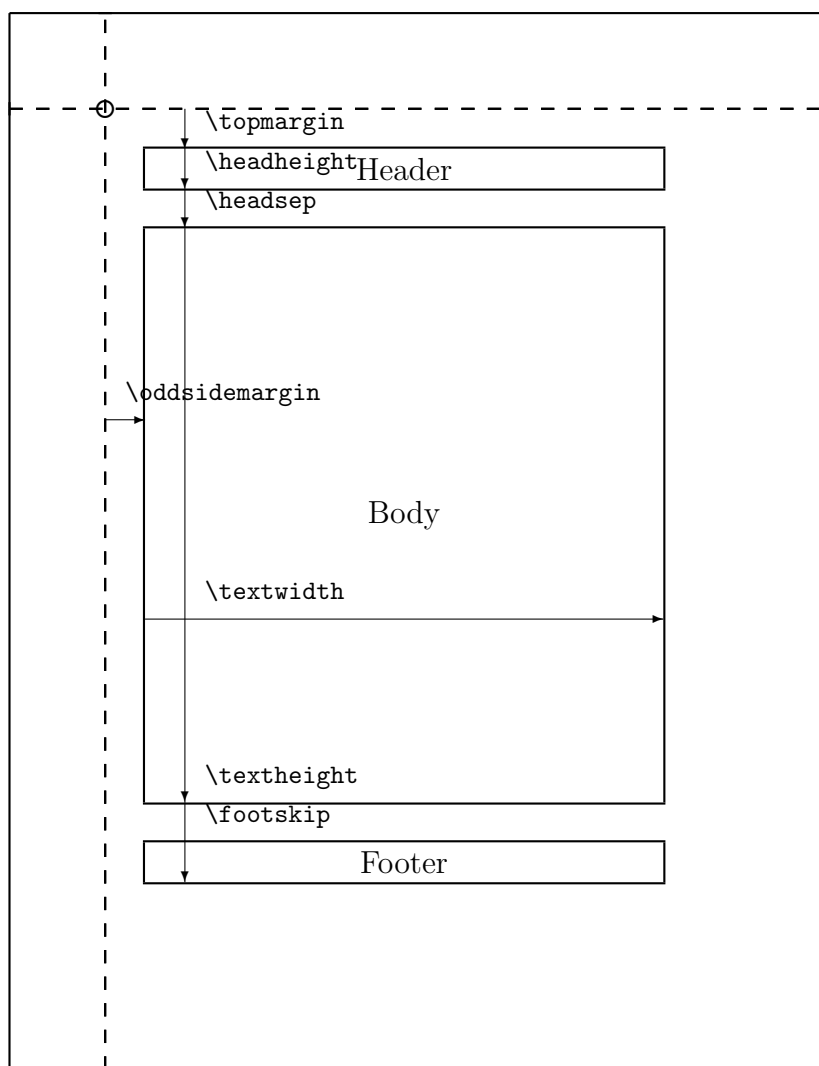 \topmargin
\headheight
Header
\headsep
\oddsidemargin
Body
\textwidth
\textheight
\footskip
Footer